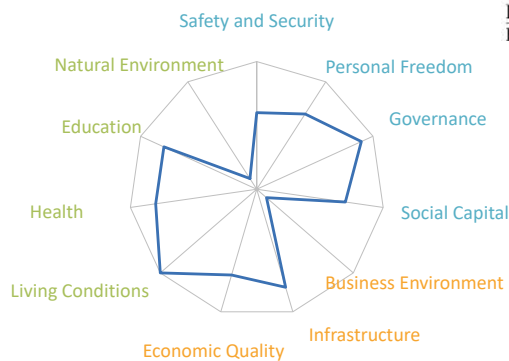 Safety and Security
Personal Freedom
Governance
Social Capital
Business Environment
Infrastructure
Economic Quality
Living Conditions
Health
Education
Natural Environment